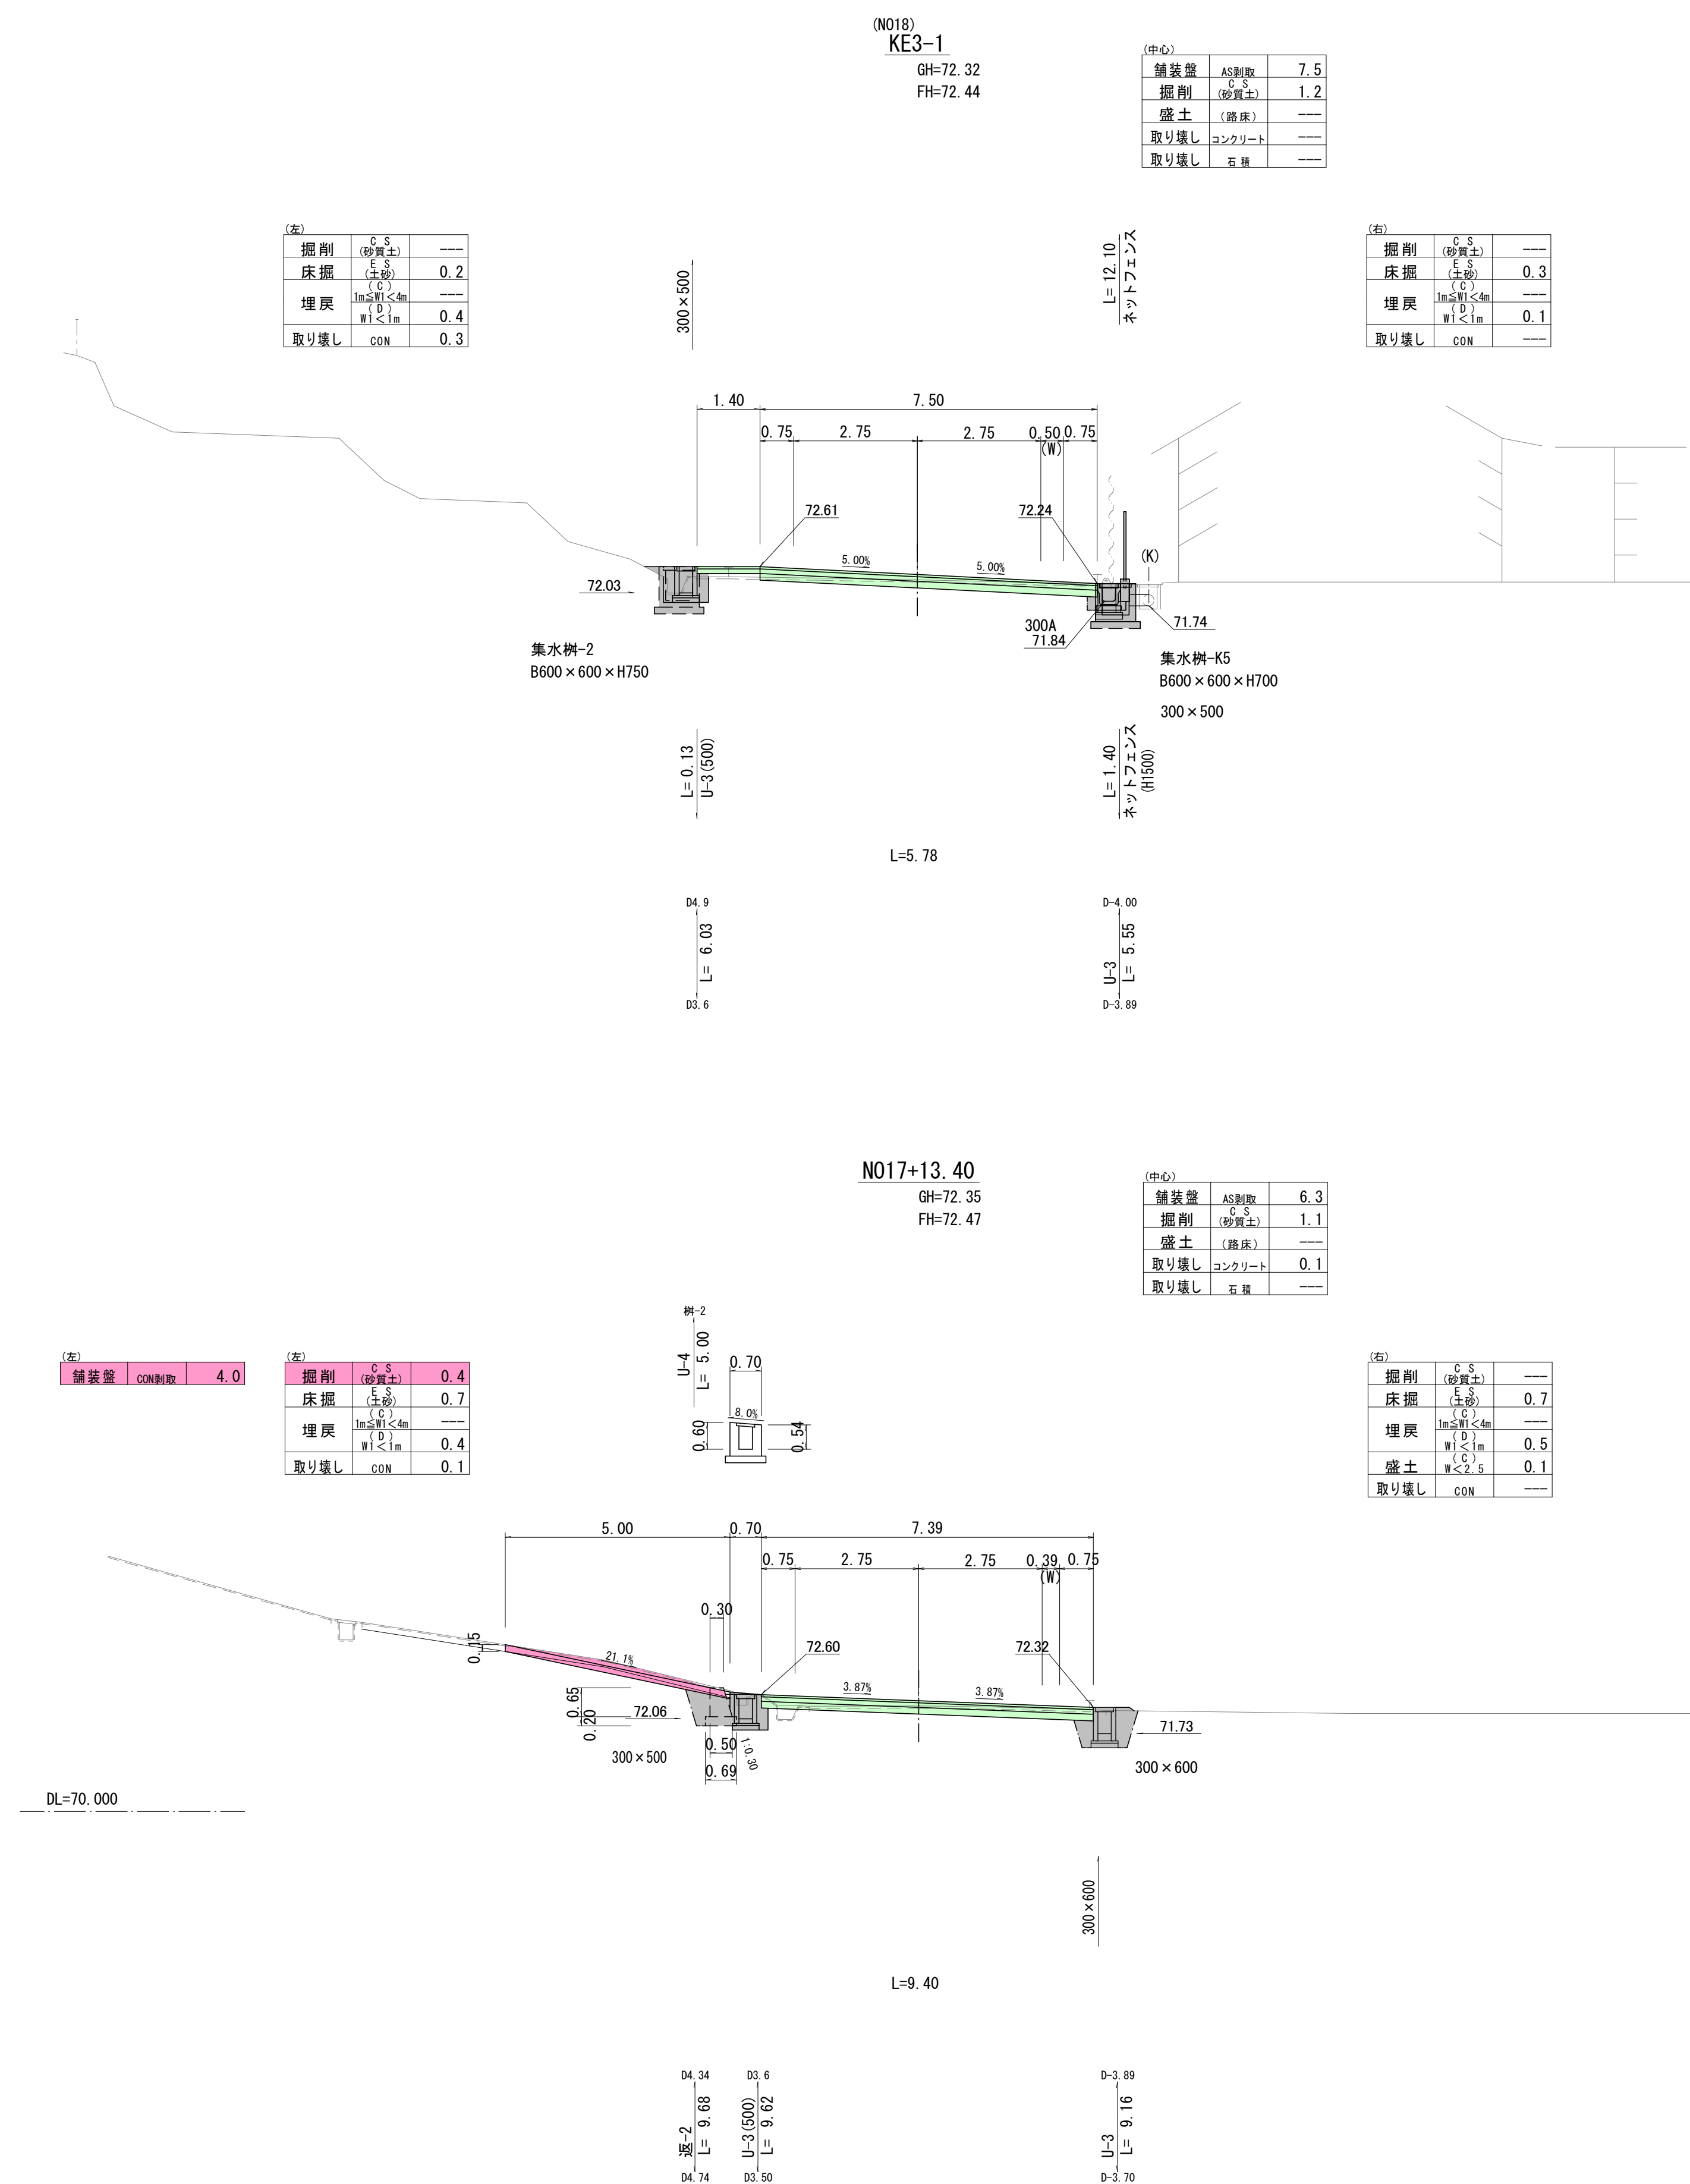 (NO18)
KE3-1
GH=72.32
FH=72.44
(中心)
舗装盤 AS剥取 7.5
掘削 CS(砂質土) 1.2
盛土 (路床) ---
取り壊し コンクリート ---
取り壊し 石積 ---
(左)
掘削 CS(砂質土) ---
床掘 ES(土砂) 0.2
埋戻 (C)1m≦W1<4m ---
(D)W1<1m 0.4
取り壊し CON 0.3
300×500
L= 12.10
ネットフェンス
(右)
掘削 CS(砂質土) ---
床掘 ES(土砂) 0.3
埋戻 (C)1m≦W1<4m ---
(D)W1<1m 0.1
取り壊し CON ---
1.40 7.50
0.75 2.75 2.75 0.50 0.75
(W)
72.61 72.24
5.00% 5.00%
(K)
72.03
300A
71.84
71.74
集水桝-2
B600×600×H750
集水桝-K5
B600×600×H700
300×500
L= 0.13
U-3(500)
L= 1.40
ネットフェンス
(H1500)
L=5.78
D4.9
L= 6.03
D3.6
D-4.00
U-3
L= 5.55
D-3.89
NO17+13.40
GH=72.35
FH=72.47
(中心)
舗装盤 AS剥取 6.3
掘削 CS(砂質土) 1.1
盛土 (路床) ---
取り壊し コンクリート 0.1
取り壊し 石積 ---
(左)
舗装盤 CON剥取 4.0
(左)
掘削 CS(砂質土) 0.4
床掘 ES(土砂) 0.7
埋戻 (C)1m≦W1<4m ---
(D)W1<1m 0.4
取り壊し CON 0.1
桝-2
U-4
L= 5.00
0.70
8.0%
0.60
0.54
(右)
掘削 CS(砂質土) ---
床掘 ES(土砂) 0.7
埋戻 (C)1m≦W1<4m ---
(D)W1<1m 0.5
盛土 (C)W<2.5 0.1
取り壊し CON ---
5.00 0.70 7.39
0.75 2.75 2.75 0.39 0.75
(W)
0.30
0.15
21.1%
72.60 72.32
3.87% 3.87%
0.65
0.20
72.06
71.73
0.50
1:0.30
0.69
300×500
300×600
DL=70.000
300×600
L=9.40
D4.34
返-2
L= 9.68
D4.74
D3.6
U-3(500)
L= 9.62
D3.50
D-3.89
U-3
L= 9.16
D-3.70